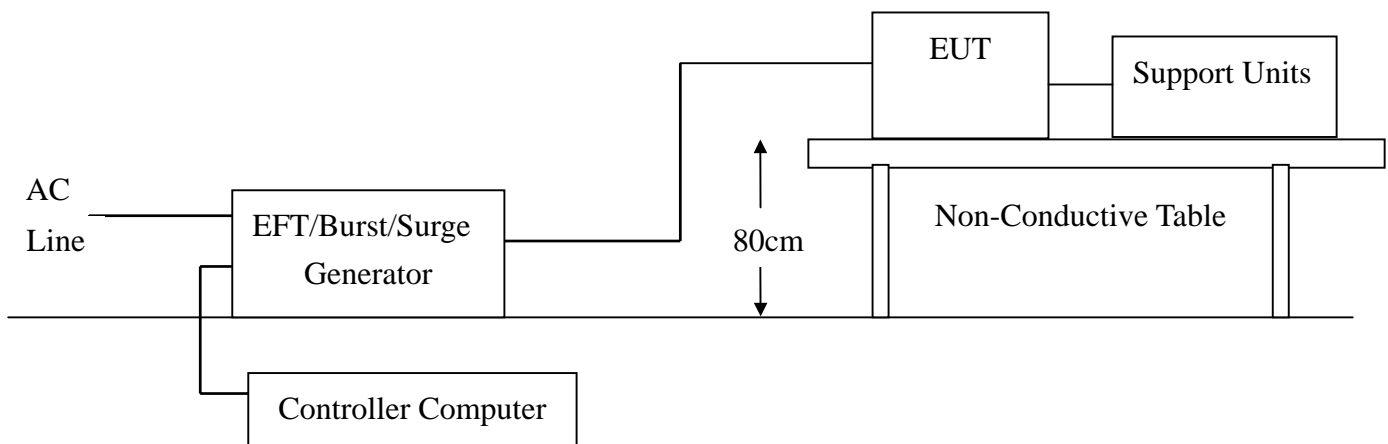 EUT
Support Units
AC
Line
EFT/Burst/Surge
Generator
80cm
Non-Conductive Table
Controller Computer